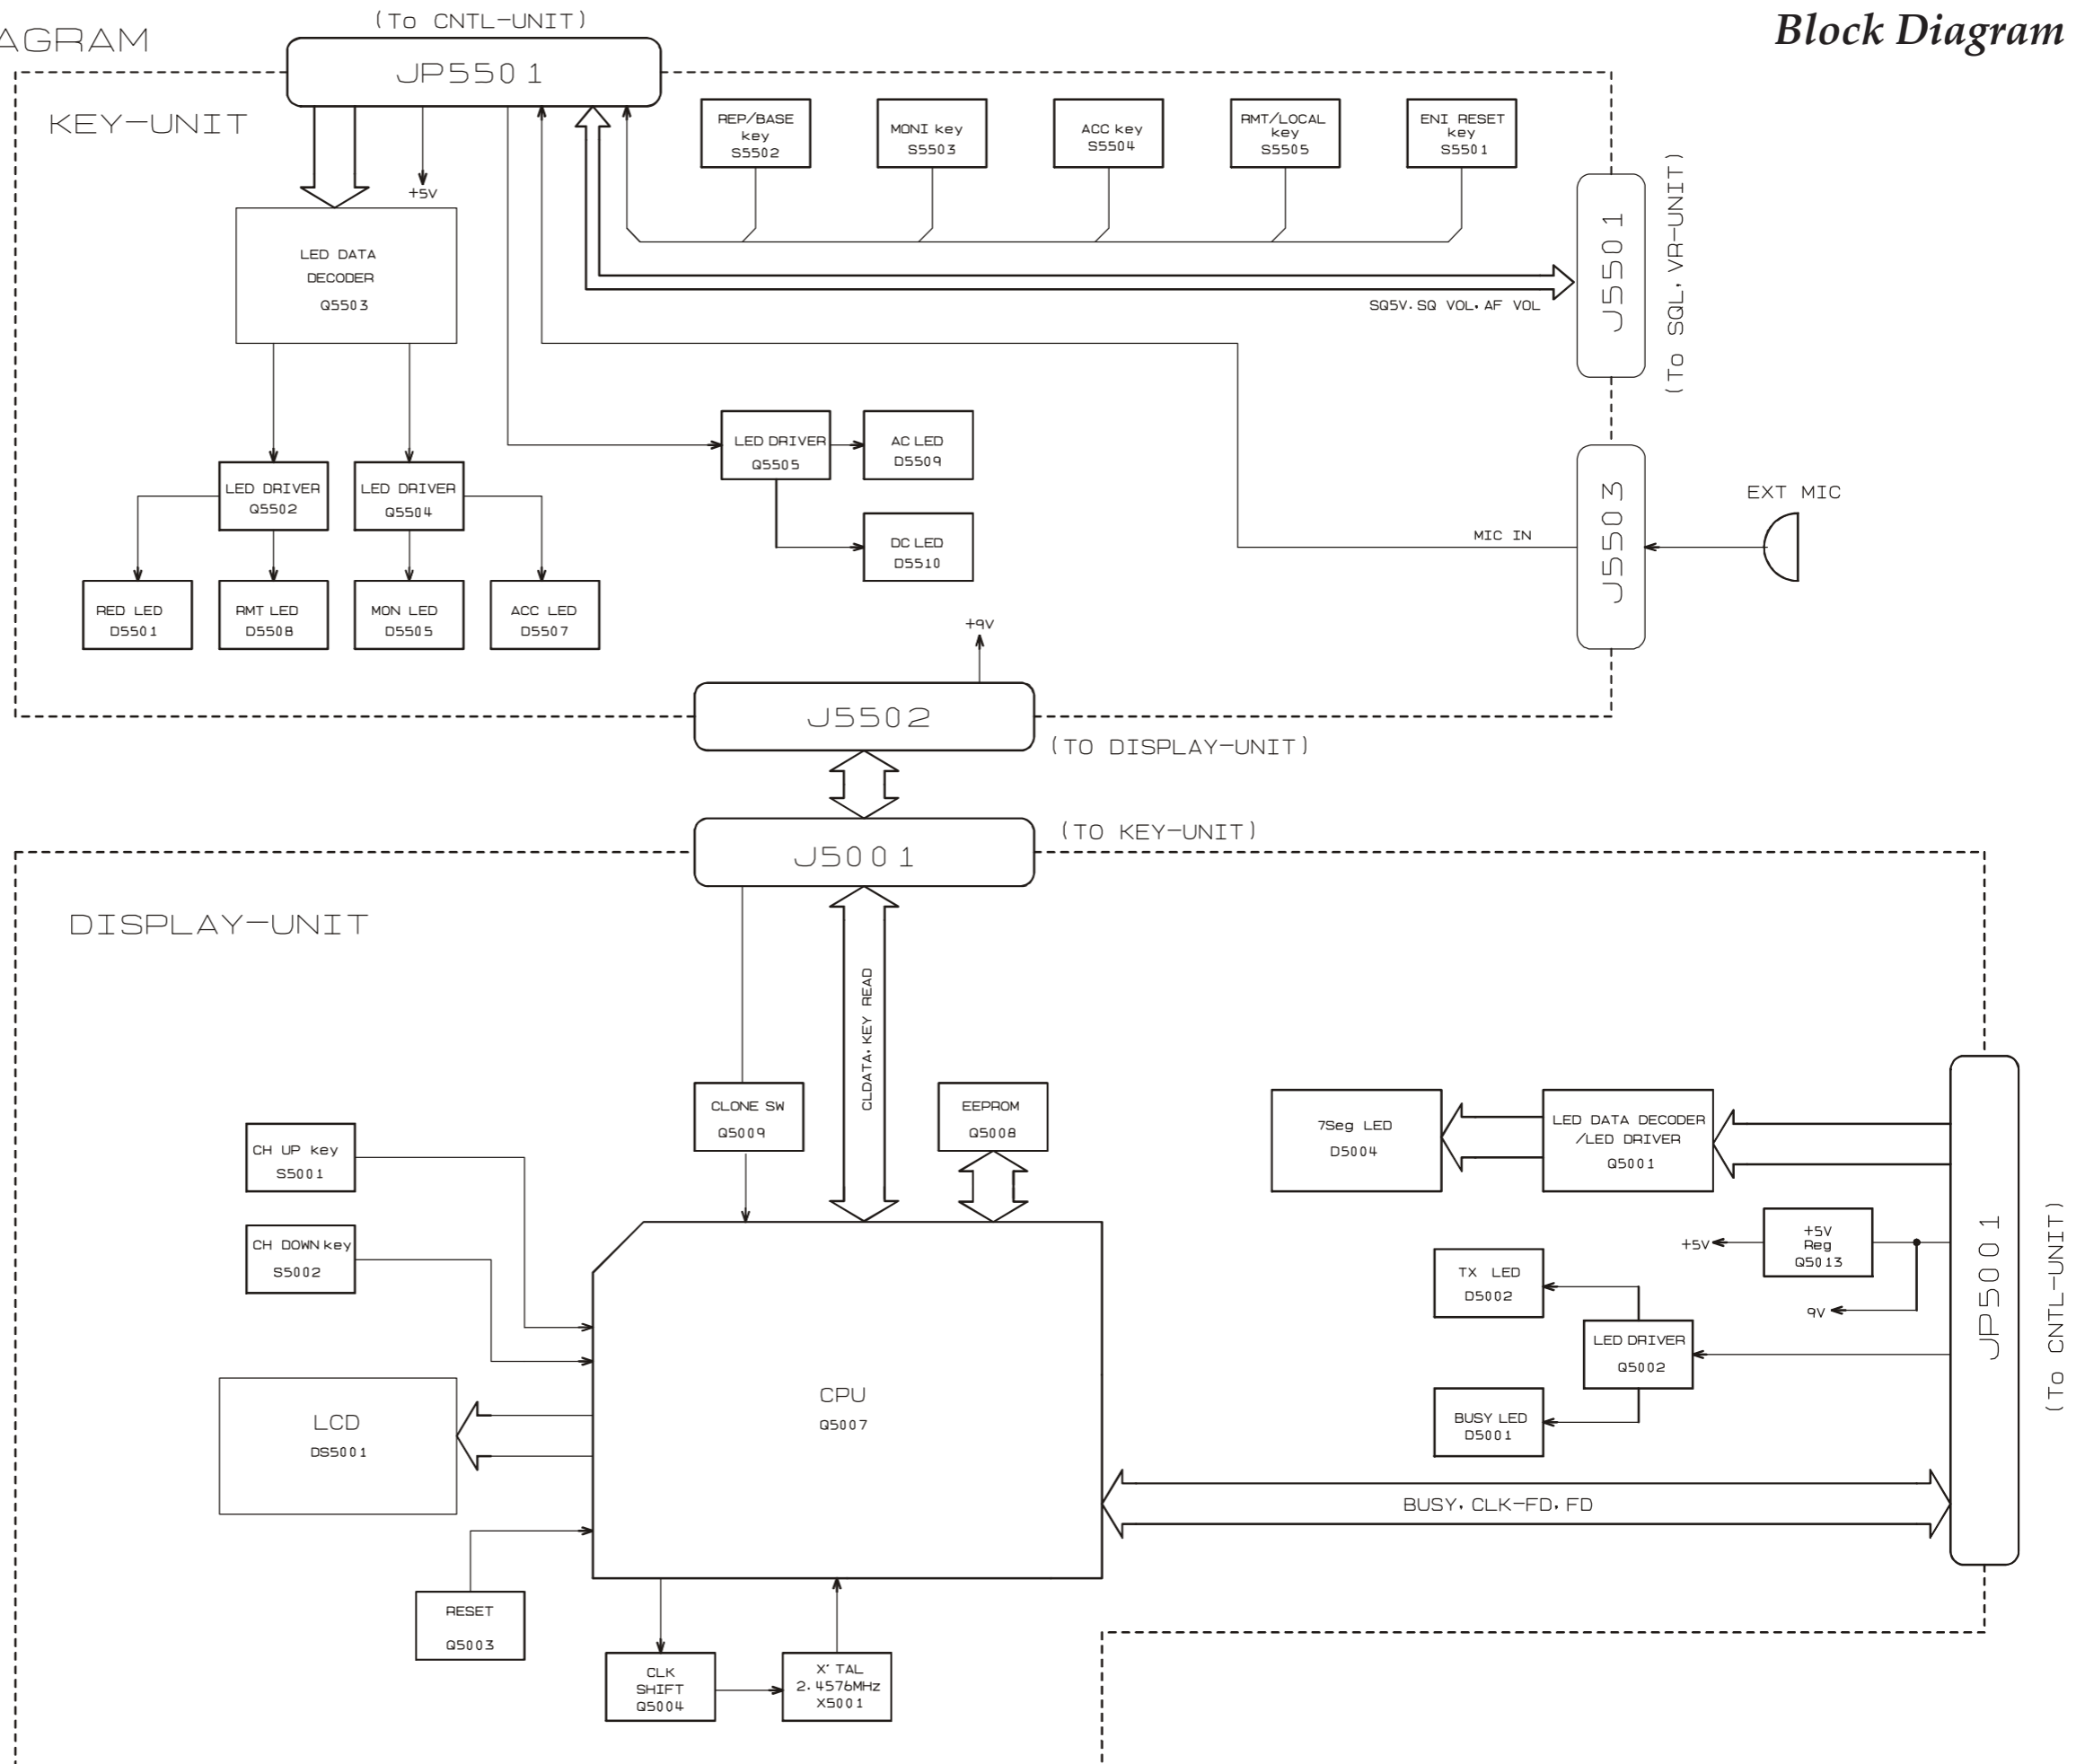 Block Diagram
AGRAM
(To CNTL-UNIT)
JP5501
KEY-UNIT
REP/BASE
key
S5502
MONI key
S5503
ACC key
S5504
RMT/LOCAL
key
S5505
ENI RESET
key
S5501
+5V
LED DATA
DECODER
Q5503
J5501
(To SQL, VR-UNIT)
SQ5V. SQ VOL, AF VOL
LED DRIVER
Q5505
AC LED
D5509
DC LED
D5510
LED DRIVER
Q5502
LED DRIVER
Q5504
RED LED
D5501
RMT LED
D5508
MON LED
D5505
ACC LED
D5507
MIC IN
J5503
EXT MIC
+9V
J5502
(TO DISPLAY-UNIT)
(TO KEY-UNIT)
J5001
DISPLAY-UNIT
CLDATA, KEY READ
CLONE SW
Q5009
EEPROM
Q5008
CH UP key
S5001
CH DOWN key
S5002
7Seg LED
D5004
LED DATA DECODER
/LED DRIVER
Q5001
+5V
+5V
Reg
Q5013
9V
TX LED
D5002
LED DRIVER
Q5002
BUSY LED
D5001
JP5001
(To CNTL-UNIT)
CPU
Q5007
LCD
DS5001
BUSY, CLK-FD, FD
RESET
Q5003
CLK
SHIFT
Q5004
X' TAL
2.4576MHz
X5001